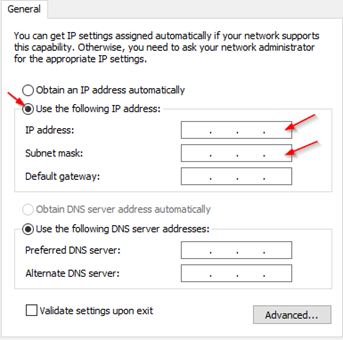 General
You can get IP settings assigned automatically if your network supports
this capability. Otherwise, you need to ask your network administrator
for the appropriate IP settings.
Obtain an IP address automatically
Use the following IP address:
IP address:
Subnet mask:
Default gateway:
Obtain DNS server address automatically
Use the following DNS server addresses:
Preferred DNS server:
Alternate DNS server:
Validate settings upon exit
Advanced...